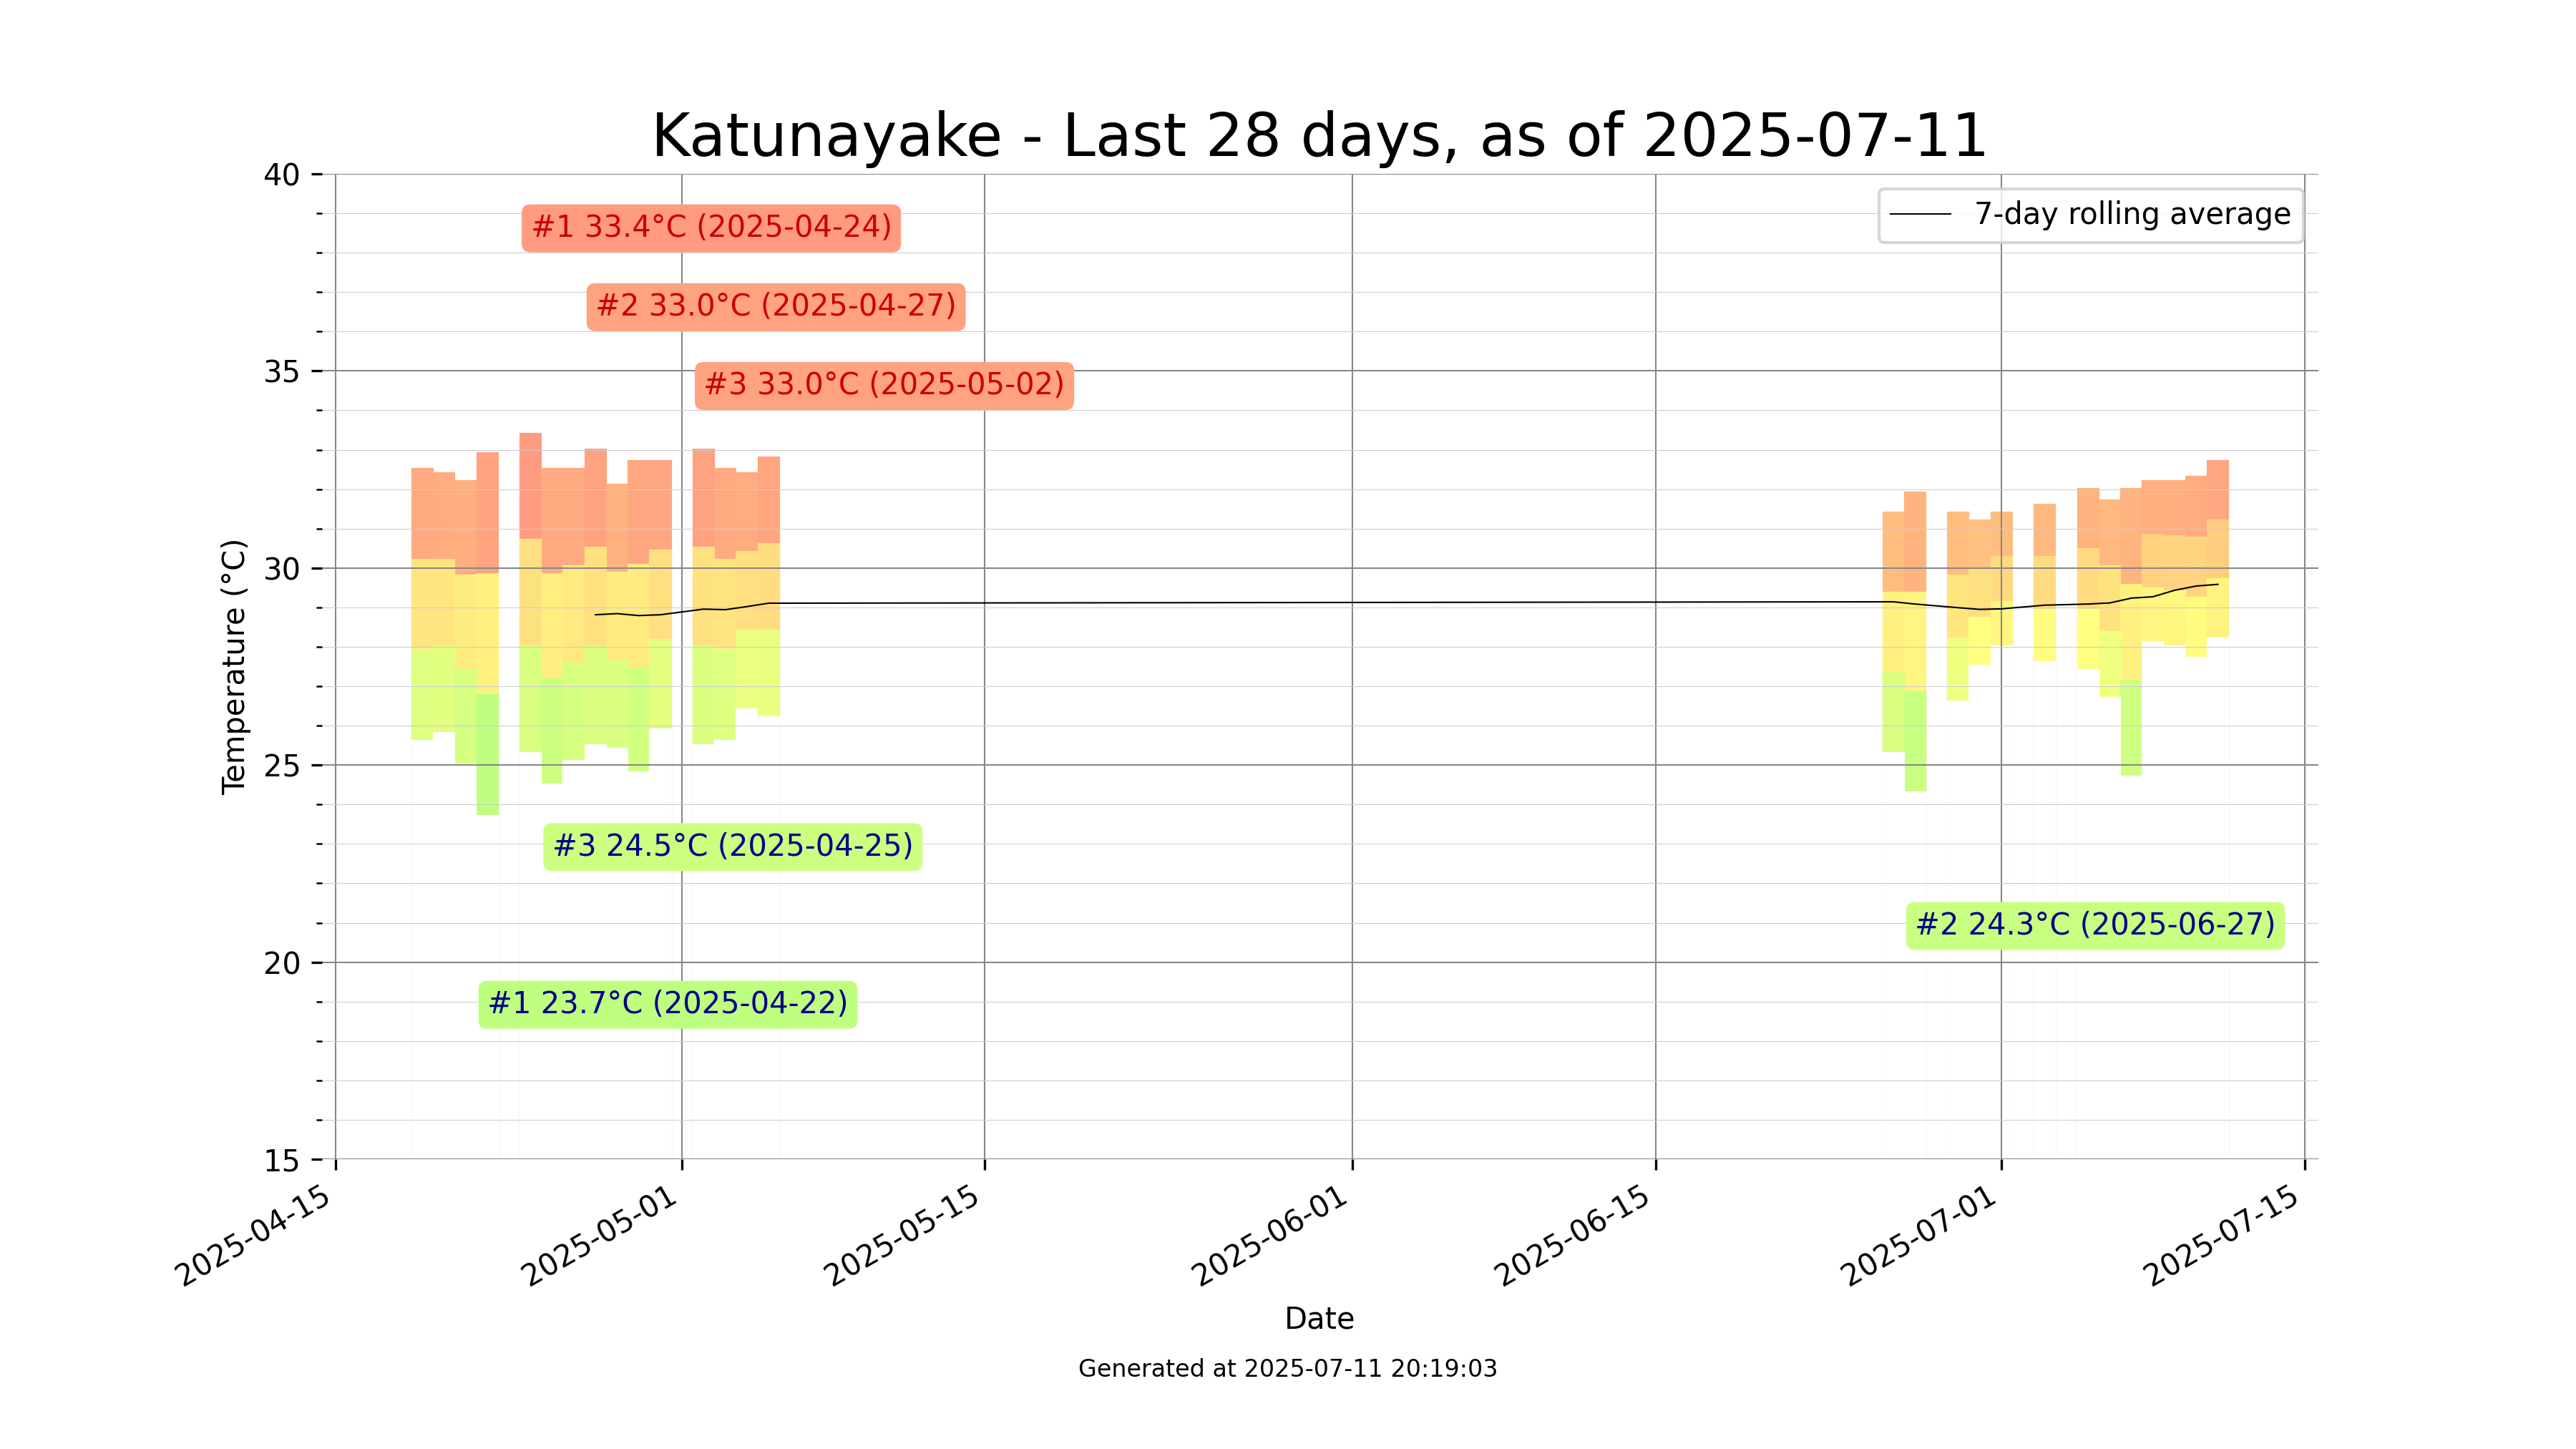 Katunayake - Last 28 days, as of 2025-07-11
40
35
30
25
20
15
Temperature (°C)
7-day rolling average
#1 33.4°C (2025-04-24)
#2 33.0°C (2025-04-27)
#3 33.0°C (2025-05-02)
#3 24.5°C (2025-04-25)
#2 24.3°C (2025-06-27)
#1 23.7°C (2025-04-22)
2025-04-15
2025-05-01
2025-05-15
2025-06-01
2025-06-15
2025-07-01
2025-07-15
Date
Generated at 2025-07-11 20:19:03